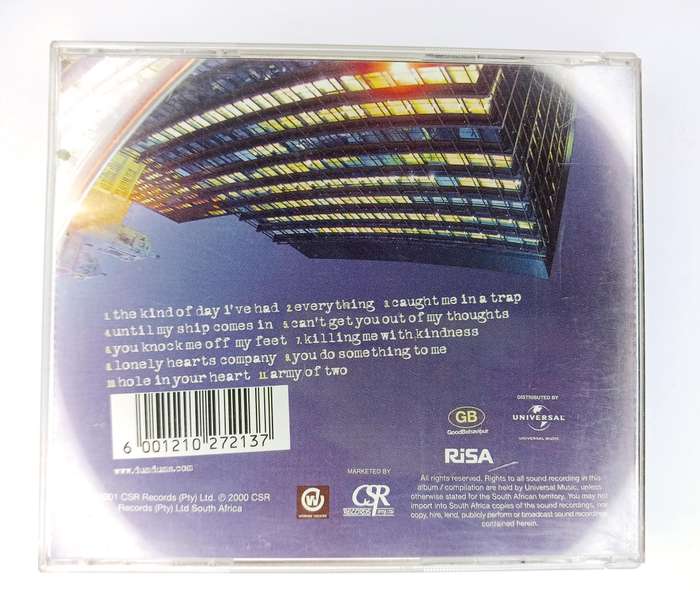 1. the kind of day i've had 2. everything 3. caught me in a trap
4. until my ship comes in 5. can't get you out of my thoughts
6. you knock me off my feet 7. killing me with kindness
8. lonely hearts company 9. you do something to me
10. hole in your heart 11. army of two
6 001210 272137
MARKETED BY
CSR
RECORDS
GB
GoodBehaviour
RiSA
DISTRIBUTED BY
UNIVERSAL
UNIVERSAL MUSIC
CSR Records (Pty) Ltd. ℗ 2000 CSR
Records (Pty) Ltd South Africa
All rights reserved. Rights to all sound recording in this
album / compilation are held by Universal Music, unless
otherwise stated for the South African territory. You may not
import into South Africa copies of the sound recordings, nor
copy, hire, lend, publicly perform or broadcast sound recordings
contained herein.